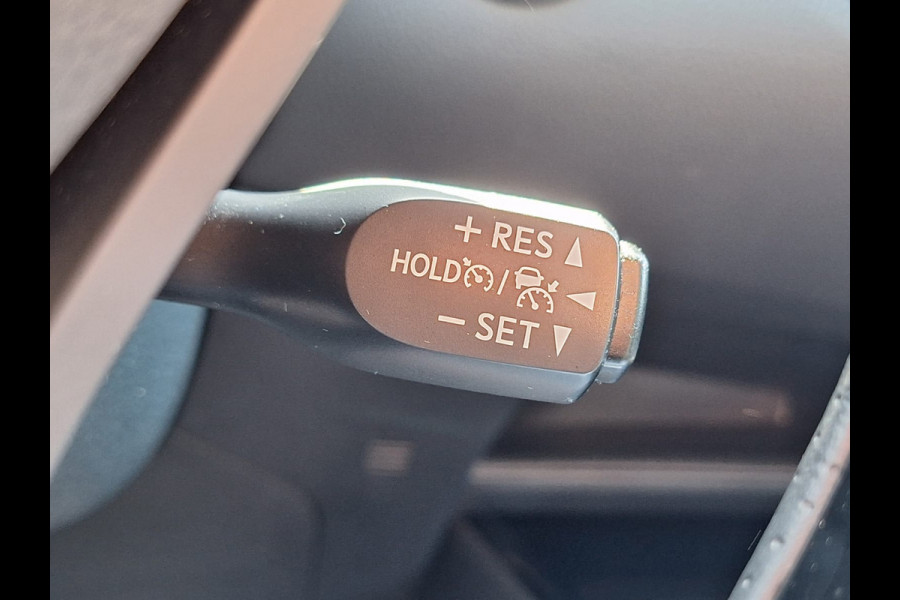 + RES ▲
HOLD / ◀
− SET ▼